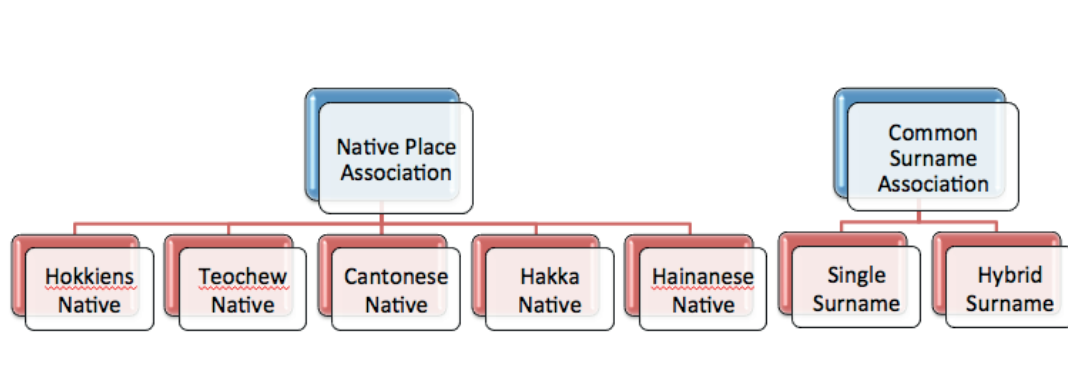 Native Place
Association
Common
Surname
Association
Hokkiens
Native
Teochew
Native
Cantonese
Native
Hakka
Native
Hainanese
Native
Single
Surname
Hybrid
Surname